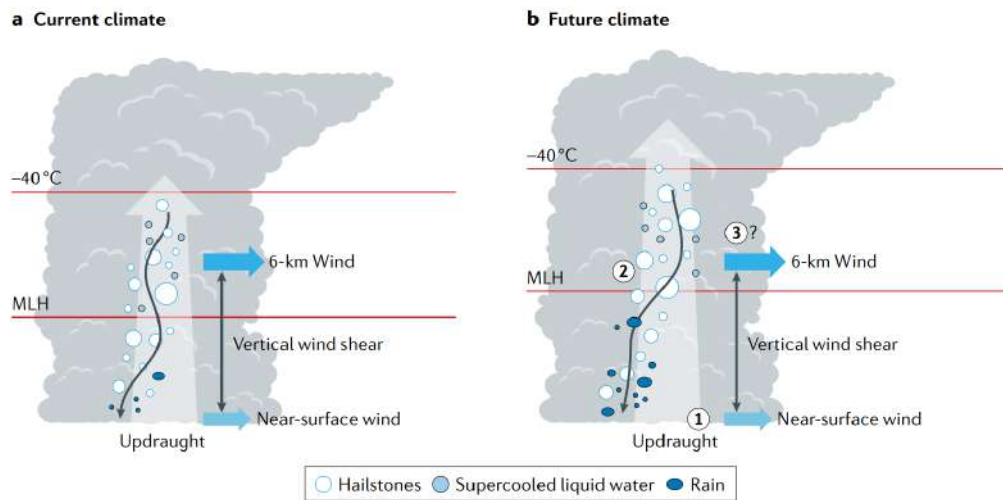 a Current climate
−40 °C
6-km Wind
MLH
Vertical wind shear
Near-surface wind
Updraught
b Future climate
−40 °C
3 ?
6-km Wind
2
MLH
Vertical wind shear
1
Near-surface wind
Updraught
Hailstones Supercooled liquid water Rain